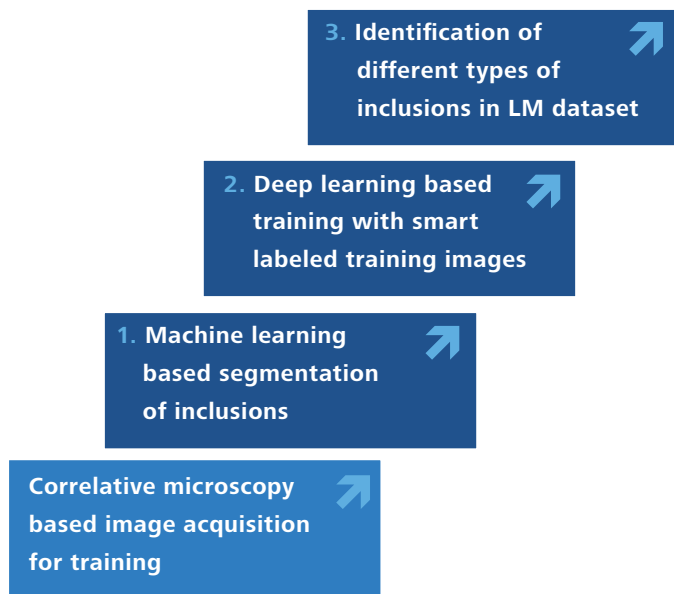 3. Identification of
different types of
inclusions in LM dataset
2. Deep learning based
training with smart
labeled training images
1. Machine learning
based segmentation
of inclusions
Correlative microscopy
based image acquisition
for training